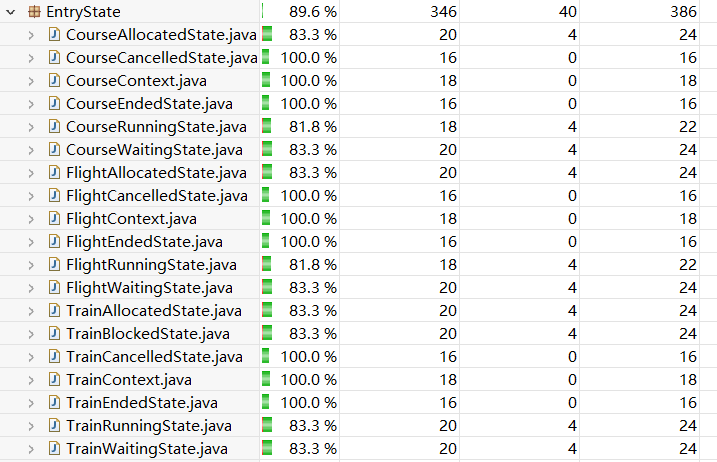 EntryState 89.6 % 346 40 386
CourseAllocatedState.java 83.3 % 20 4 24
CourseCancelledState.java 100.0 % 16 0 16
CourseContext.java 100.0 % 18 0 18
CourseEndedState.java 100.0 % 16 0 16
CourseRunningState.java 81.8 % 18 4 22
CourseWaitingState.java 83.3 % 20 4 24
FlightAllocatedState.java 83.3 % 20 4 24
FlightCancelledState.java 100.0 % 16 0 16
FlightContext.java 100.0 % 18 0 18
FlightEndedState.java 100.0 % 16 0 16
FlightRunningState.java 81.8 % 18 4 22
FlightWaitingState.java 83.3 % 20 4 24
TrainAllocatedState.java 83.3 % 20 4 24
TrainBlockedState.java 83.3 % 20 4 24
TrainCancelledState.java 100.0 % 16 0 16
TrainContext.java 100.0 % 18 0 18
TrainEndedState.java 100.0 % 16 0 16
TrainRunningState.java 83.3 % 20 4 24
TrainWaitingState.java 83.3 % 20 4 24